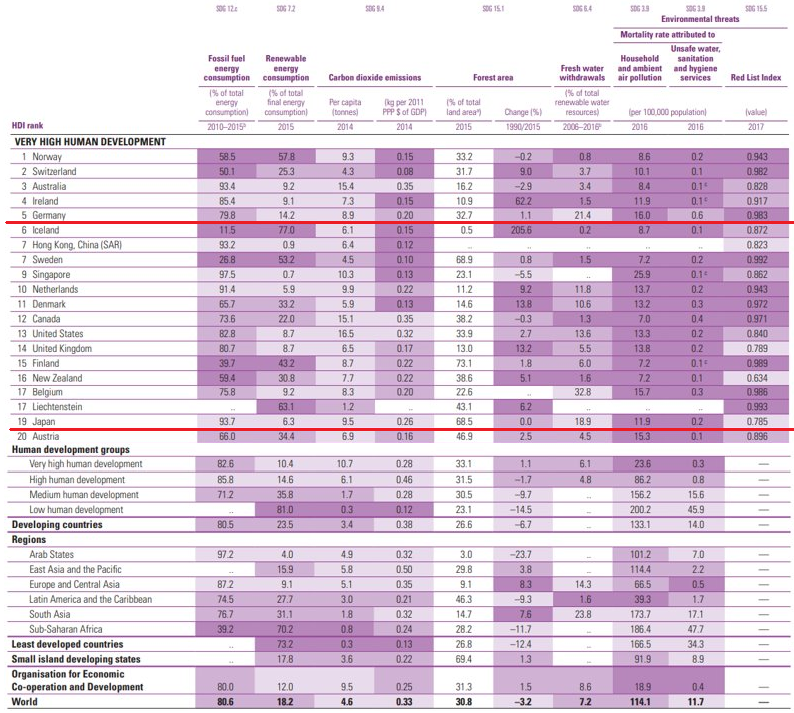 SDG 12.c SDG 7.2 SDG 9.4 SDG 15.1 SDG 6.4 SDG 3.9 SDG 3.9 SDG 15.5
Environmental threats
Mortality rate attributed to
Fossil fuel energy consumption Renewable energy consumption Carbon dioxide emissions Forest area Fresh water withdrawals Household and ambient air pollution Unsafe water, sanitation and hygiene services Red List Index
(% of total energy consumption) (% of total final energy consumption) Per capita (tonnes) (kg per 2011 PPP $ of GDP) (% of total land areaᵃ) Change (%) (% of total renewable water resources) (per 100,000 population) (value)
HDI rank 2010–2015ᵇ 2015 2014 2014 2015 1990/2015 2006–2016ᵇ 2016 2016 2017
VERY HIGH HUMAN DEVELOPMENT
1 Norway 58.5 57.8 9.3 0.15 33.2 –0.2 0.8 8.6 0.2 0.943
2 Switzerland 50.1 25.3 4.3 0.08 31.7 9.0 3.7 10.1 0.1 0.982
3 Australia 93.4 9.2 15.4 0.35 16.2 –2.9 3.4 8.4 0.1ᶜ 0.828
4 Ireland 85.4 9.1 7.3 0.15 10.9 62.2 1.5 11.9 0.1ᶜ 0.917
5 Germany 79.8 14.2 8.9 0.20 32.7 1.1 21.4 16.0 0.6 0.983
6 Iceland 11.5 77.0 6.1 0.15 0.5 205.6 0.2 8.7 0.1 0.872
7 Hong Kong, China (SAR) 93.2 0.9 6.4 0.12 .. .. .. .. .. 0.823
7 Sweden 26.8 53.2 4.5 0.10 68.9 0.8 1.5 7.2 0.2 0.992
9 Singapore 97.5 0.7 10.3 0.13 23.1 –5.5 .. 25.9 0.1ᶜ 0.862
10 Netherlands 91.4 5.9 9.9 0.22 11.2 9.2 11.8 13.7 0.2 0.943
11 Denmark 65.7 33.2 5.9 0.13 14.6 13.8 10.6 13.2 0.3 0.972
12 Canada 73.6 22.0 15.1 0.35 38.2 –0.3 1.3 7.0 0.4 0.971
13 United States 82.8 8.7 16.5 0.32 33.9 2.7 13.6 13.3 0.2 0.840
14 United Kingdom 80.7 8.7 6.5 0.17 13.0 13.2 5.5 13.8 0.2 0.789
15 Finland 39.7 43.2 8.7 0.22 73.1 1.8 6.0 7.2 0.1ᶜ 0.989
16 New Zealand 59.4 30.8 7.7 0.22 38.6 5.1 1.6 7.2 0.1 0.634
17 Belgium 75.8 9.2 8.3 0.20 22.6 .. 32.8 15.7 0.3 0.986
17 Liechtenstein .. 63.1 1.2 .. 43.1 6.2 .. .. .. 0.993
19 Japan 93.7 6.3 9.5 0.26 68.5 0.0 18.9 11.9 0.2 0.785
20 Austria 66.0 34.4 6.9 0.16 46.9 2.5 4.5 15.3 0.1 0.896
Human development groups
Very high human development 82.6 10.4 10.7 0.28 33.1 1.1 6.1 23.6 0.3 —
High human development 85.8 14.6 6.1 0.46 31.5 –1.7 4.8 86.2 0.8 —
Medium human development 71.2 35.8 1.7 0.28 30.5 –9.7 .. 156.2 15.6 —
Low human development .. 81.0 0.3 0.12 23.1 –14.5 .. 200.2 45.9 —
Developing countries 80.5 23.5 3.4 0.38 26.6 –6.7 .. 133.1 14.0 —
Regions
Arab States 97.2 4.0 4.9 0.32 3.0 –23.7 .. 101.2 7.0 —
East Asia and the Pacific .. 15.9 5.8 0.50 29.8 3.8 .. 114.4 2.2 —
Europe and Central Asia 87.2 9.1 5.1 0.35 9.1 8.3 14.3 66.5 0.5 —
Latin America and the Caribbean 74.5 27.7 3.0 0.21 46.3 –9.3 1.6 39.3 1.7 —
South Asia 76.7 31.1 1.8 0.32 14.7 7.6 23.8 173.7 17.1 —
Sub-Saharan Africa 39.2 70.2 0.8 0.24 28.2 –11.7 .. 186.4 47.7 —
Least developed countries .. 73.2 0.3 0.13 26.8 –12.4 .. 166.5 34.3 —
Small island developing states .. 17.8 3.6 0.22 69.4 1.3 .. 91.9 8.9 —
Organisation for Economic
Co-operation and Development 80.0 12.0 9.5 0.25 31.3 1.5 8.6 18.9 0.4 —
World 80.6 18.2 4.6 0.33 30.8 –3.2 7.2 114.1 11.7 —